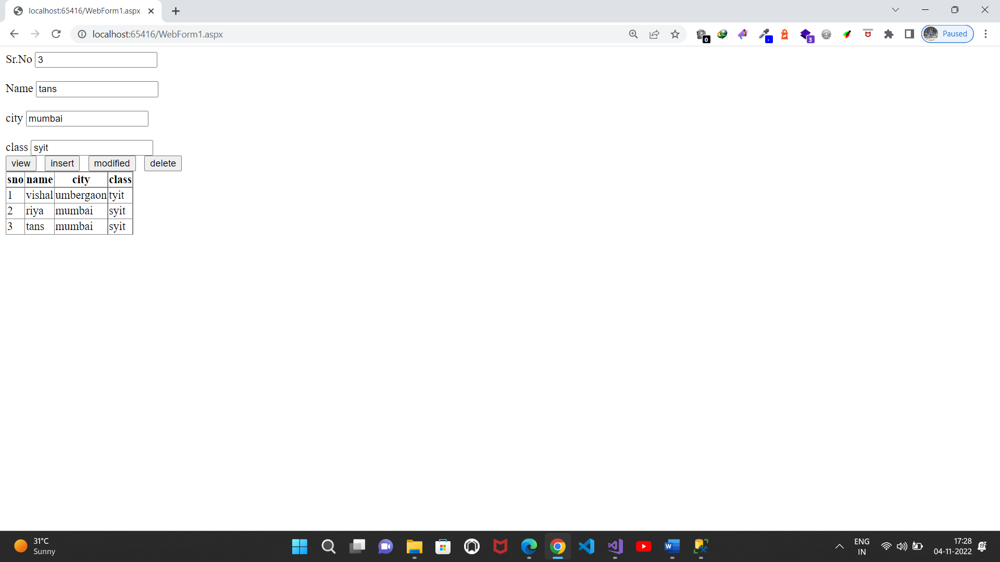 localhost:65416/WebForm1.aspx
localhost:65416/WebForm1.aspx
0
3
Paused
Sr.No 3
Name tans
city mumbai
class syit
view insert modified delete
sno name city class
1 vishal umbergaon tyit
2 riya mumbai syit
3 tans mumbai syit
31°C
Sunny
W
ENG
IN
17:28
04-11-2022